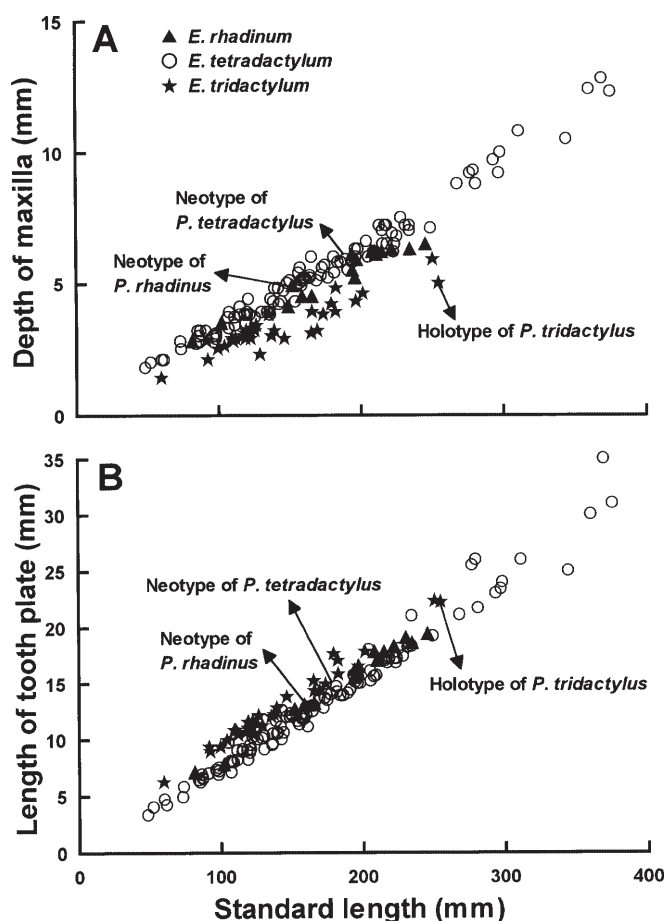 A
▲ E. rhadinum
○ E. tetradactylum
★ E. tridactylum
Depth of maxilla (mm)
15
10
5
0
Neotype of
P. tetradactylus
Neotype of
P. rhadinus
Holotype of P. tridactylus
B
Length of tooth plate (mm)
35
30
25
20
15
10
5
0
Neotype of P. tetradactylus
Neotype of
P. rhadinus
Holotype of P. tridactylus
0
100
200
300
400
Standard length (mm)